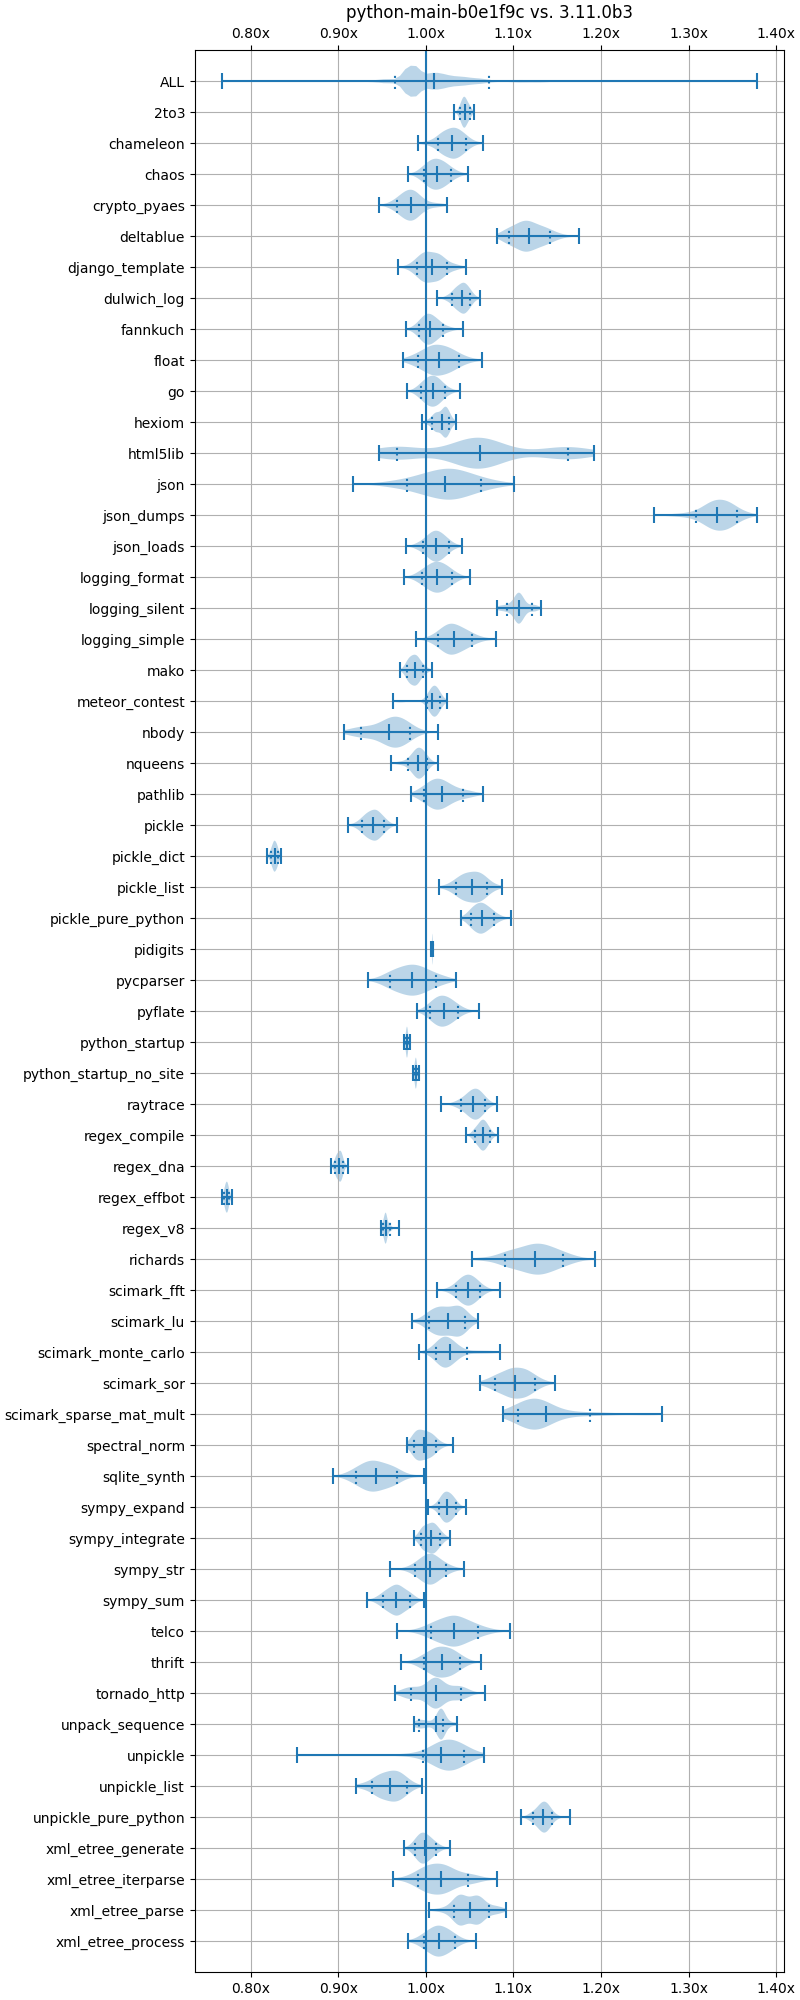 python-main-b0e1f9c vs. 3.11.0b3
0.80x 0.90x 1.00x 1.10x 1.20x 1.30x 1.40x
ALL
2to3
chameleon
chaos
crypto_pyaes
deltablue
django_template
dulwich_log
fannkuch
float
go
hexiom
html5lib
json
json_dumps
json_loads
logging_format
logging_silent
logging_simple
mako
meteor_contest
nbody
nqueens
pathlib
pickle
pickle_dict
pickle_list
pickle_pure_python
pidigits
pycparser
pyflate
python_startup
python_startup_no_site
raytrace
regex_compile
regex_dna
regex_effbot
regex_v8
richards
scimark_fft
scimark_lu
scimark_monte_carlo
scimark_sor
scimark_sparse_mat_mult
spectral_norm
sqlite_synth
sympy_expand
sympy_integrate
sympy_str
sympy_sum
telco
thrift
tornado_http
unpack_sequence
unpickle
unpickle_list
unpickle_pure_python
xml_etree_generate
xml_etree_iterparse
xml_etree_parse
xml_etree_process
0.80x 0.90x 1.00x 1.10x 1.20x 1.30x 1.40x